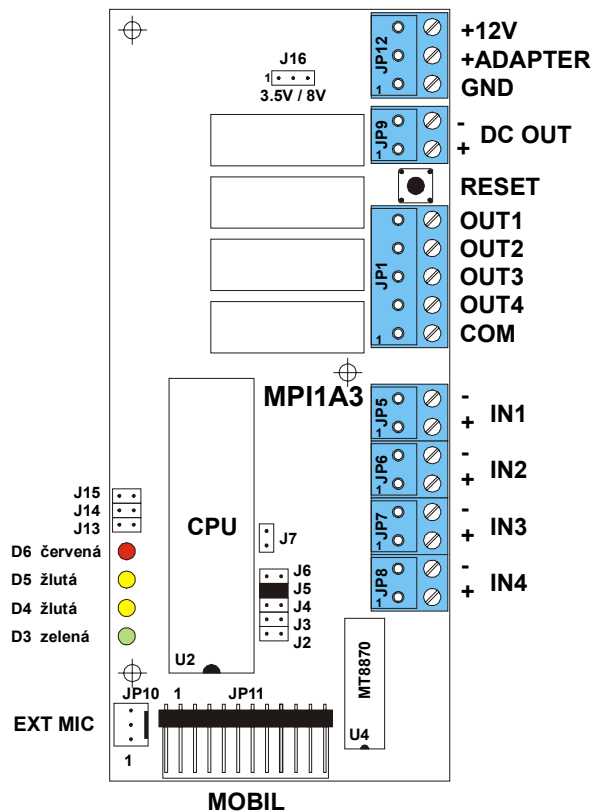 +12V
+ADAPTER
GND
JP12
1
J16
1
3.5V / 8V
-
+
DC OUT
JP9
1
RESET
OUT1
OUT2
OUT3
OUT4
COM
JP1
1
MPI1A3
-
+
IN1
JP5
1
-
+
IN2
JP6
1
-
+
IN3
JP7
1
-
+
IN4
JP8
1
J15
J14
J13
D6 červená
D5 žlutá
D4 žlutá
D3 zelená
CPU
U2
J7
J6
J5
J4
J3
J2
MT8870
U4
JP10
1
JP11
EXT MIC
1
MOBIL